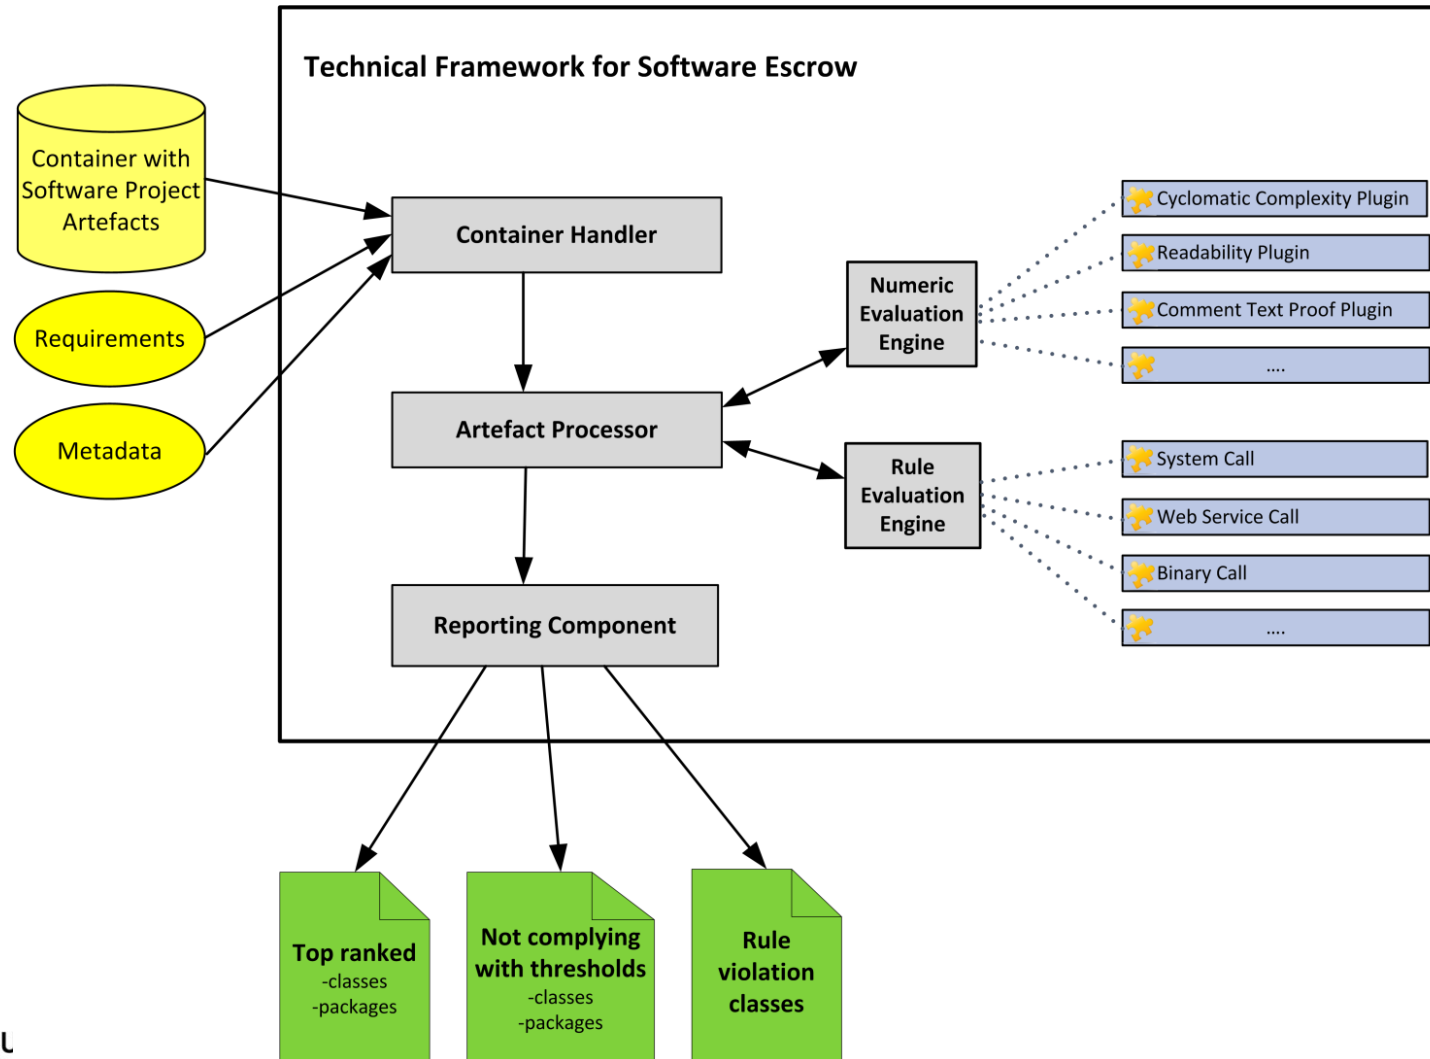 Technical Framework for Software Escrow
Container with
Software Project
Artefacts
Requirements
Metadata
Container Handler
Artefact Processor
Reporting Component
Numeric
Evaluation
Engine
Rule
Evaluation
Engine
Cyclomatic Complexity Plugin
Readability Plugin
Comment Text Proof Plugin
....
System Call
Web Service Call
Binary Call
....
Top ranked
-classes
-packages
Not complying
with thresholds
-classes
-packages
Rule
violation
classes